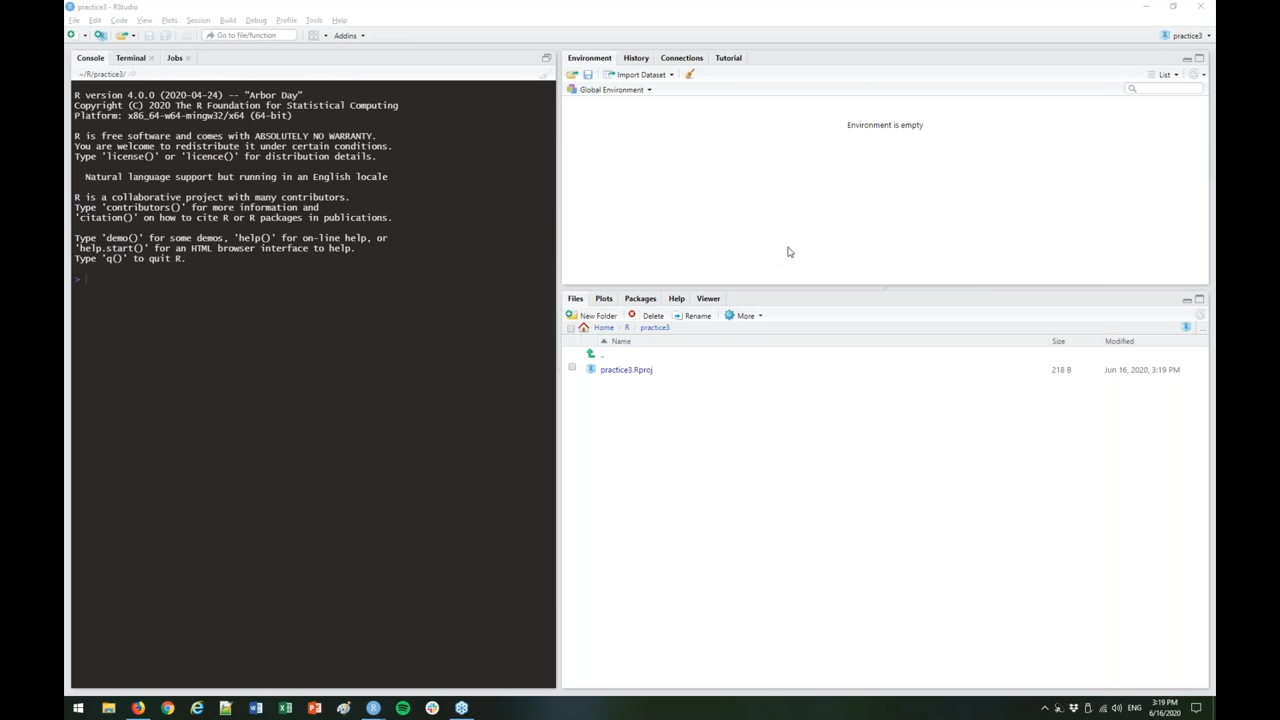 practice3 - RStudio
File Edit Code View Plots Session Build Debug Profile Tools Help
Go to file/function Addins practice3
Console Terminal Jobs
~/R/practice3/
R version 4.0.0 (2020-04-24) -- "Arbor Day"
Copyright (C) 2020 The R Foundation for Statistical Computing
Platform: x86_64-w64-mingw32/x64 (64-bit)
R is free software and comes with ABSOLUTELY NO WARRANTY.
You are welcome to redistribute it under certain conditions.
Type 'license()' or 'licence()' for distribution details.
Natural language support but running in an English locale
R is a collaborative project with many contributors.
Type 'contributors()' for more information and
'citation()' on how to cite R or R packages in publications.
Type 'demo()' for some demos, 'help()' for on-line help, or
'help.start()' for an HTML browser interface to help.
Type 'q()' to quit R.
>
Environment History Connections Tutorial
Import Dataset List
Global Environment
Environment is empty
Files Plots Packages Help Viewer
New Folder Delete Rename More
Home R practice3
Name Size Modified
..
practice3.Rproj 218 B Jun 16, 2020, 3:19 PM
ENG 3:19 PM
6/16/2020